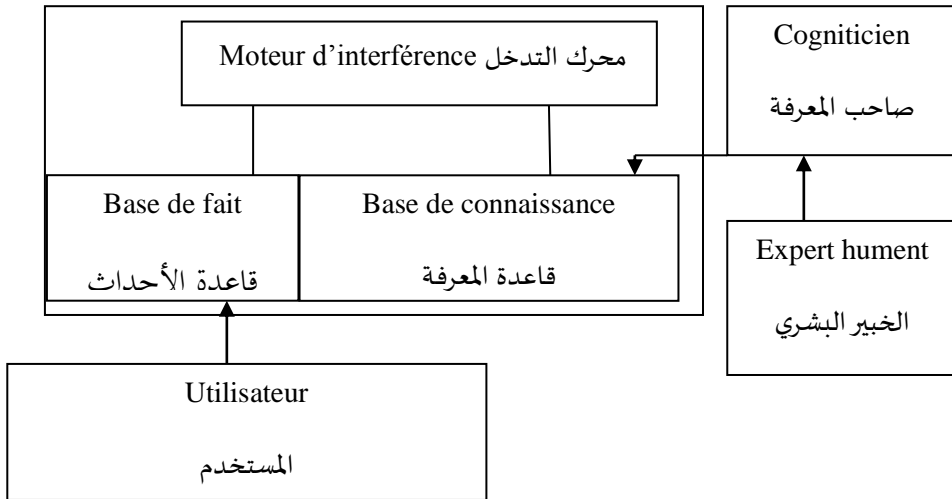 Moteur d’interférence محرك التدخل
Cogniticien
صاحب المعرفة
Base de fait
قاعدة الأحداث
Base de connaissance
قاعدة المعرفة
Expert hument
الخبير البشري
Utilisateur
المستخدم